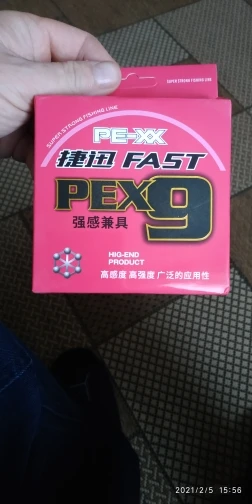 SUPER STRONG FISHING LINE
SUPER STRONG FISHING LINE
PE-XX
捷迅 FAST
PEX9
强感兼具
HIG-END
PRODUCT
高感度 高强度 广泛的应用性
2021/2/5 15:56